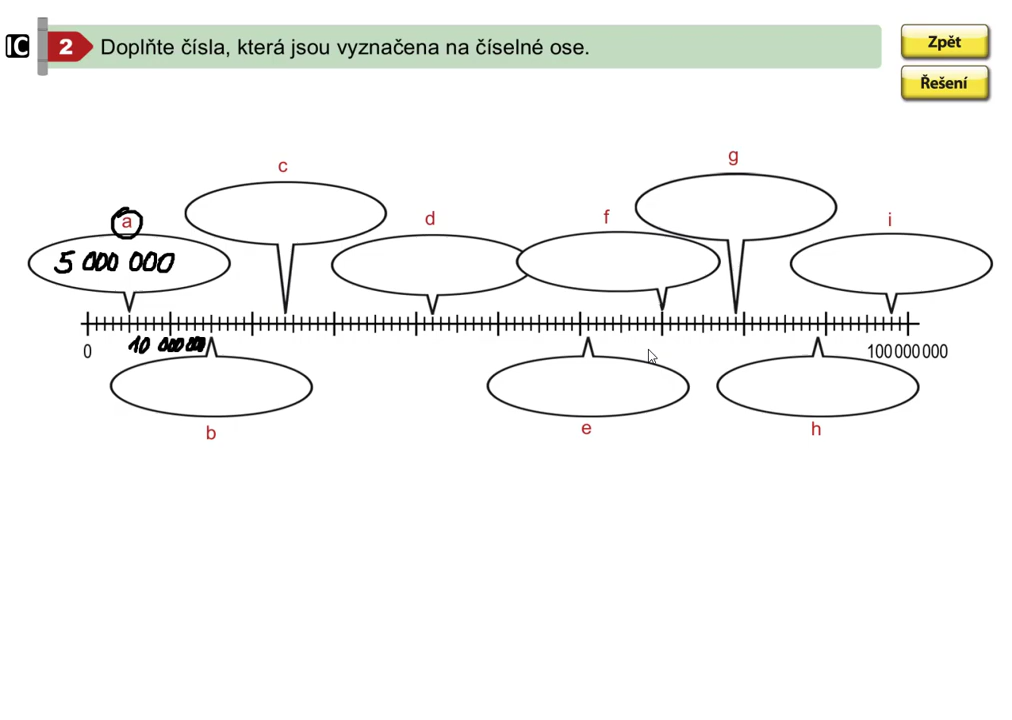 IC 2 Doplňte čísla, která jsou vyznačena na číselné ose.
Zpět
Řešení
g
c
a
d
f
i
5 000 000
0
10 000 000
100 000 000
b
e
h